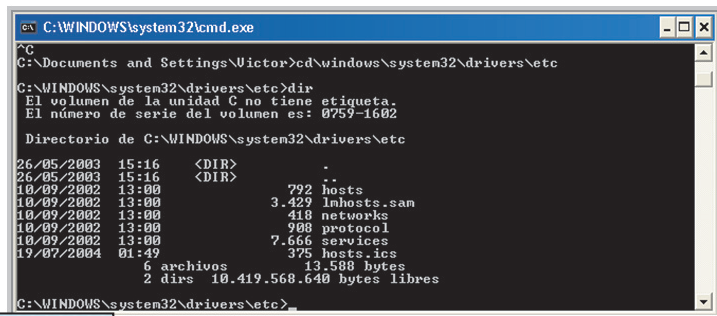 C:\WINDOWS\system32\cmd.exe
^C
C:\Documents and Settings\Victor>cd\windows\system32\drivers\etc
C:\WINDOWS\system32\drivers\etc>dir
El volumen de la unidad C no tiene etiqueta.
El número de serie del volumen es: 0759-1602
Directorio de C:\WINDOWS\system32\drivers\etc
26/05/2003 15:16 <DIR> .
26/05/2003 15:16 <DIR> ..
10/09/2002 13:00 792 hosts
10/09/2002 13:00 3.429 lmhosts.sam
10/09/2002 13:00 418 networks
10/09/2002 13:00 908 protocol
10/09/2002 13:00 7.666 services
19/07/2004 01:49 375 hosts.ics
6 archivos 13.588 bytes
2 dirs 10.419.568.640 bytes libres
C:\WINDOWS\system32\drivers\etc>_